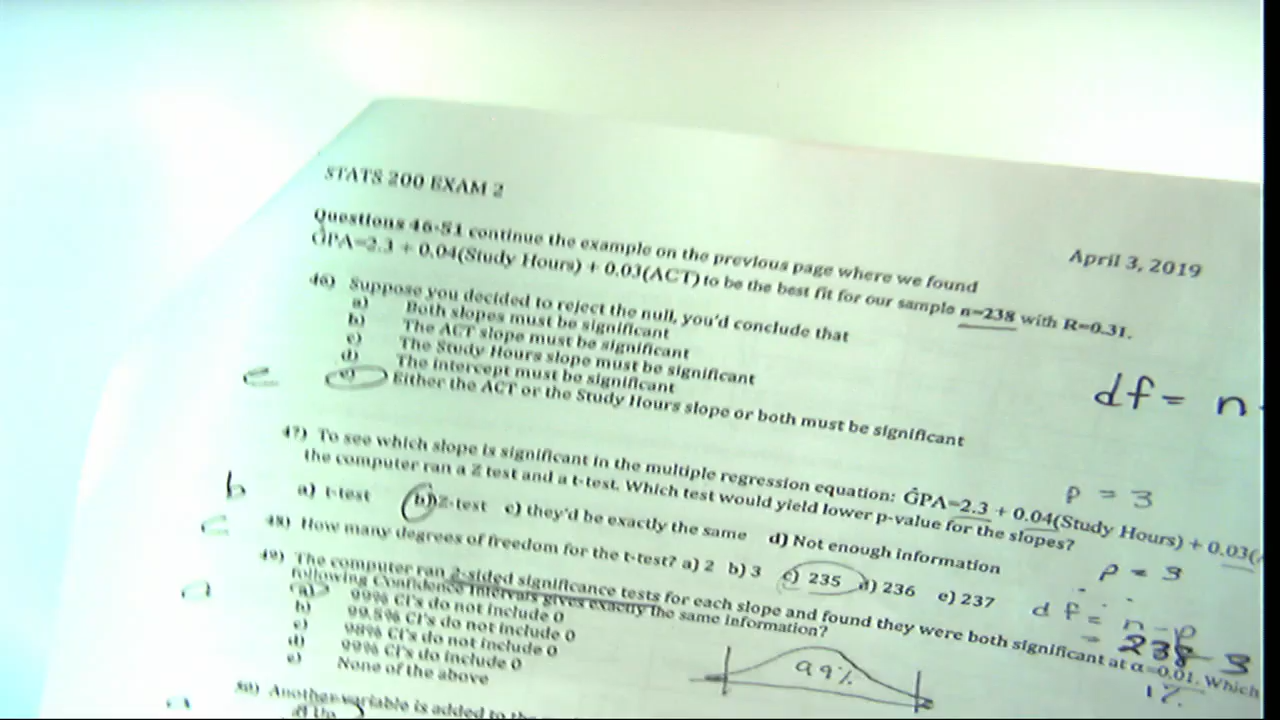 STATS 200 EXAM 2
April 3, 2019
Questions 46-51 continue the example on the previous page where we found
ĜPA=2.3 + 0.04(Study Hours) + 0.03(ACT) to be the best fit for our sample n=238 with R=0.31.
46) Suppose you decided to reject the null, you'd conclude that
a) Both slopes must be significant
b) The ACT slope must be significant
c) The Study Hours slope must be significant
d) The intercept must be significant
e) Either the ACT or the Study Hours slope or both must be significant
df = n
47) To see which slope is significant in the multiple regression equation: ĜPA=2.3 + 0.04(Study Hours) + 0.03(
the computer ran a Z test and a t-test. Which test would yield lower p-value for the slopes?
p = 3
b
a) t-test b) Z-test c) they'd be exactly the same d) Not enough information
c
48) How many degrees of freedom for the t-test? a) 2 b) 3 c) 235 d) 236 e) 237
p = 3
df = n-p
= 238-3
49) The computer ran 2-sided significance tests for each slope and found they were both significant at α=0.01. Which
following Confidence Intervals gives exactly the same information?
1%
a
a) 99% CI's do not include 0
b) 99.5% CI's do not include 0
c) 98% CI's do not include 0
d) 99% CI's do include 0
e) None of the above
99%
50) Another variable is added to the
a) Up